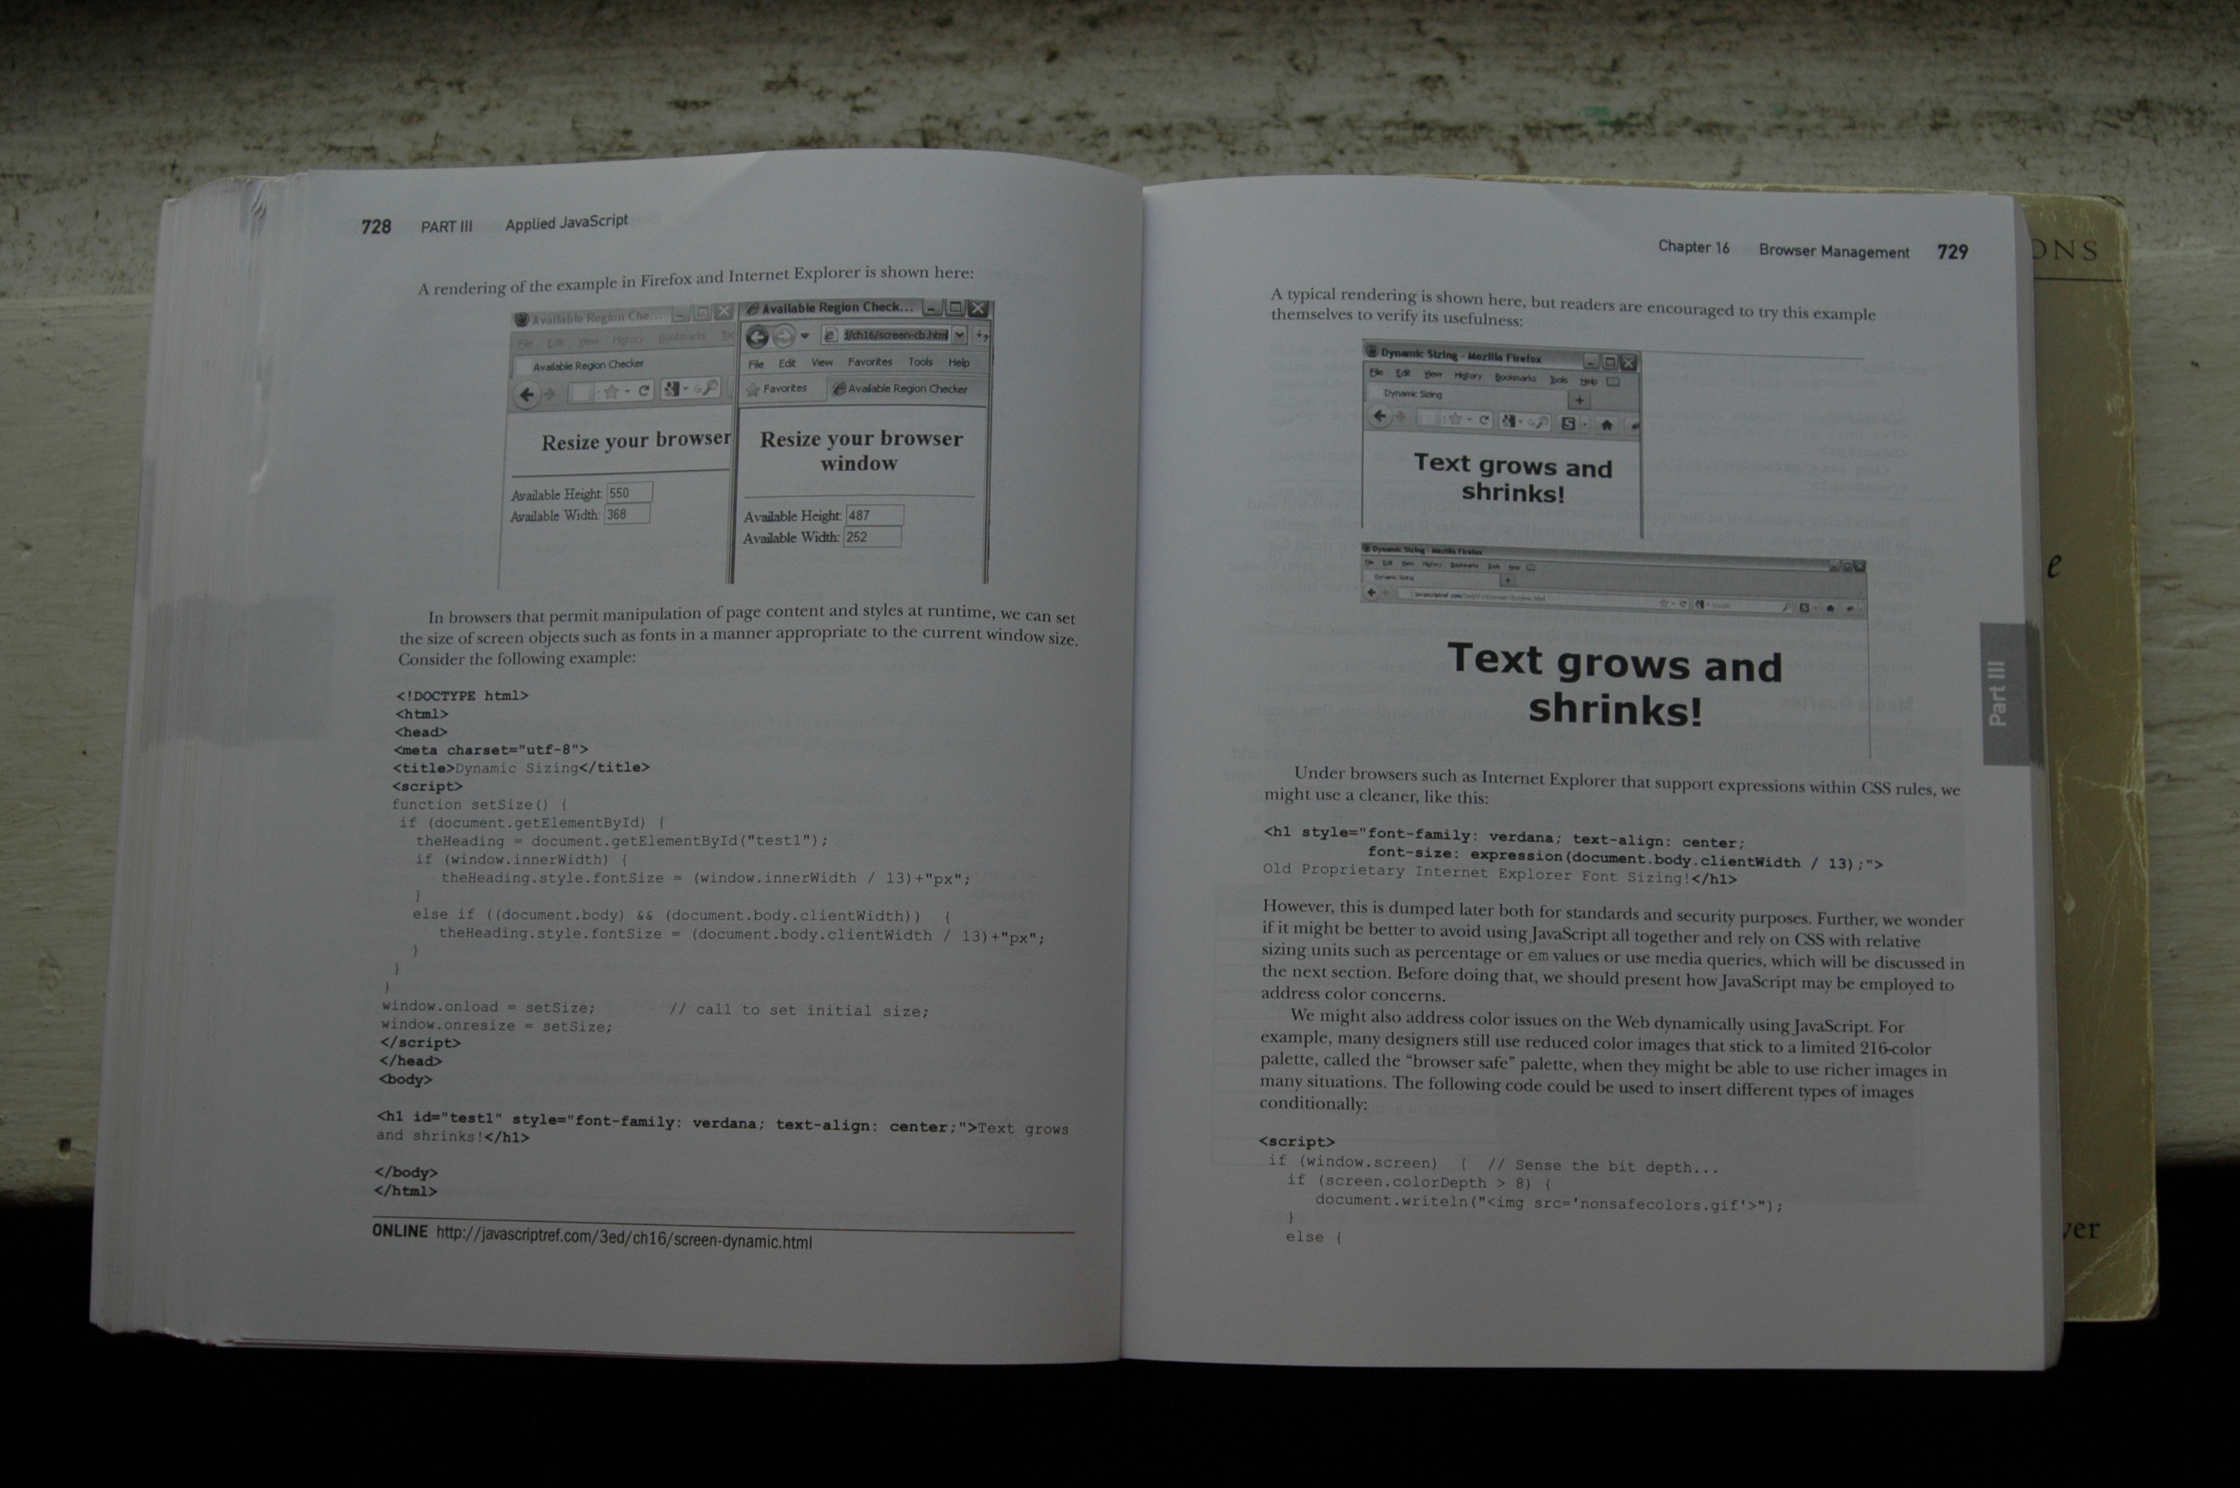 728 PART III Applied JavaScript
A rendering of the example in Firefox and Internet Explorer is shown here:
Available Region Che...
File Edit View History Bookmarks
Available Region Checker
Resize your browser
Available Height: 550
Available Width: 368
Available Region Check...
/ch16/screen-cb.html
File Edit View Favorites Tools Help
Favorites Available Region Checker
Resize your browser
window
Available Height: 487
Available Width: 252
In browsers that permit manipulation of page content and styles at runtime, we can set
the size of screen objects such as fonts in a manner appropriate to the current window size.
Consider the following example:
<!DOCTYPE html>
<html>
<head>
<meta charset="utf-8">
<title>Dynamic Sizing</title>
<script>
function setSize() {
if (document.getElementById) {
theHeading = document.getElementById("test1");
if (window.innerWidth) {
theHeading.style.fontSize = (window.innerWidth / 13)+"px";
}
else if ((document.body) && (document.body.clientWidth)) {
theHeading.style.fontSize = (document.body.clientWidth / 13)+"px";
}
}
}
window.onload = setSize; // call to set initial size;
window.onresize = setSize;
</script>
</head>
<body>
<h1 id="test1" style="font-family: verdana; text-align: center;">Text grows
and shrinks!</h1>
</body>
</html>
ONLINE http://javascriptref.com/3ed/ch16/screen-dynamic.html
Chapter 16 Browser Management 729
A typical rendering is shown here, but readers are encouraged to try this example
themselves to verify its usefulness:
Dynamic Sizing - Mozilla Firefox
File Edit View History Bookmarks Tools Help
Dynamic Sizing
Text grows and
shrinks!
Dynamic Sizing - Mozilla Firefox
File Edit View History Bookmarks Tools Help
Dynamic Sizing
Text grows and
shrinks!
Under browsers such as Internet Explorer that support expressions within CSS rules, we
might use a cleaner, like this:
<h1 style="font-family: verdana; text-align: center;
font-size: expression(document.body.clientWidth / 13);">
Old Proprietary Internet Explorer Font Sizing!</h1>
However, this is dumped later both for standards and security purposes. Further, we wonder
if it might be better to avoid using JavaScript all together and rely on CSS with relative
sizing units such as percentage or em values or use media queries, which will be discussed in
the next section. Before doing that, we should present how JavaScript may be employed to
address color concerns.
We might also address color issues on the Web dynamically using JavaScript. For
example, many designers still use reduced color images that stick to a limited 216-color
palette, called the "browser safe" palette, when they might be able to use richer images in
many situations. The following code could be used to insert different types of images
conditionally:
<script>
if (window.screen) { // Sense the bit depth...
if (screen.colorDepth > 8) {
document.writeln("<img src='nonsafecolors.gif'>");
}
else {
Part III
ONS
e
ver